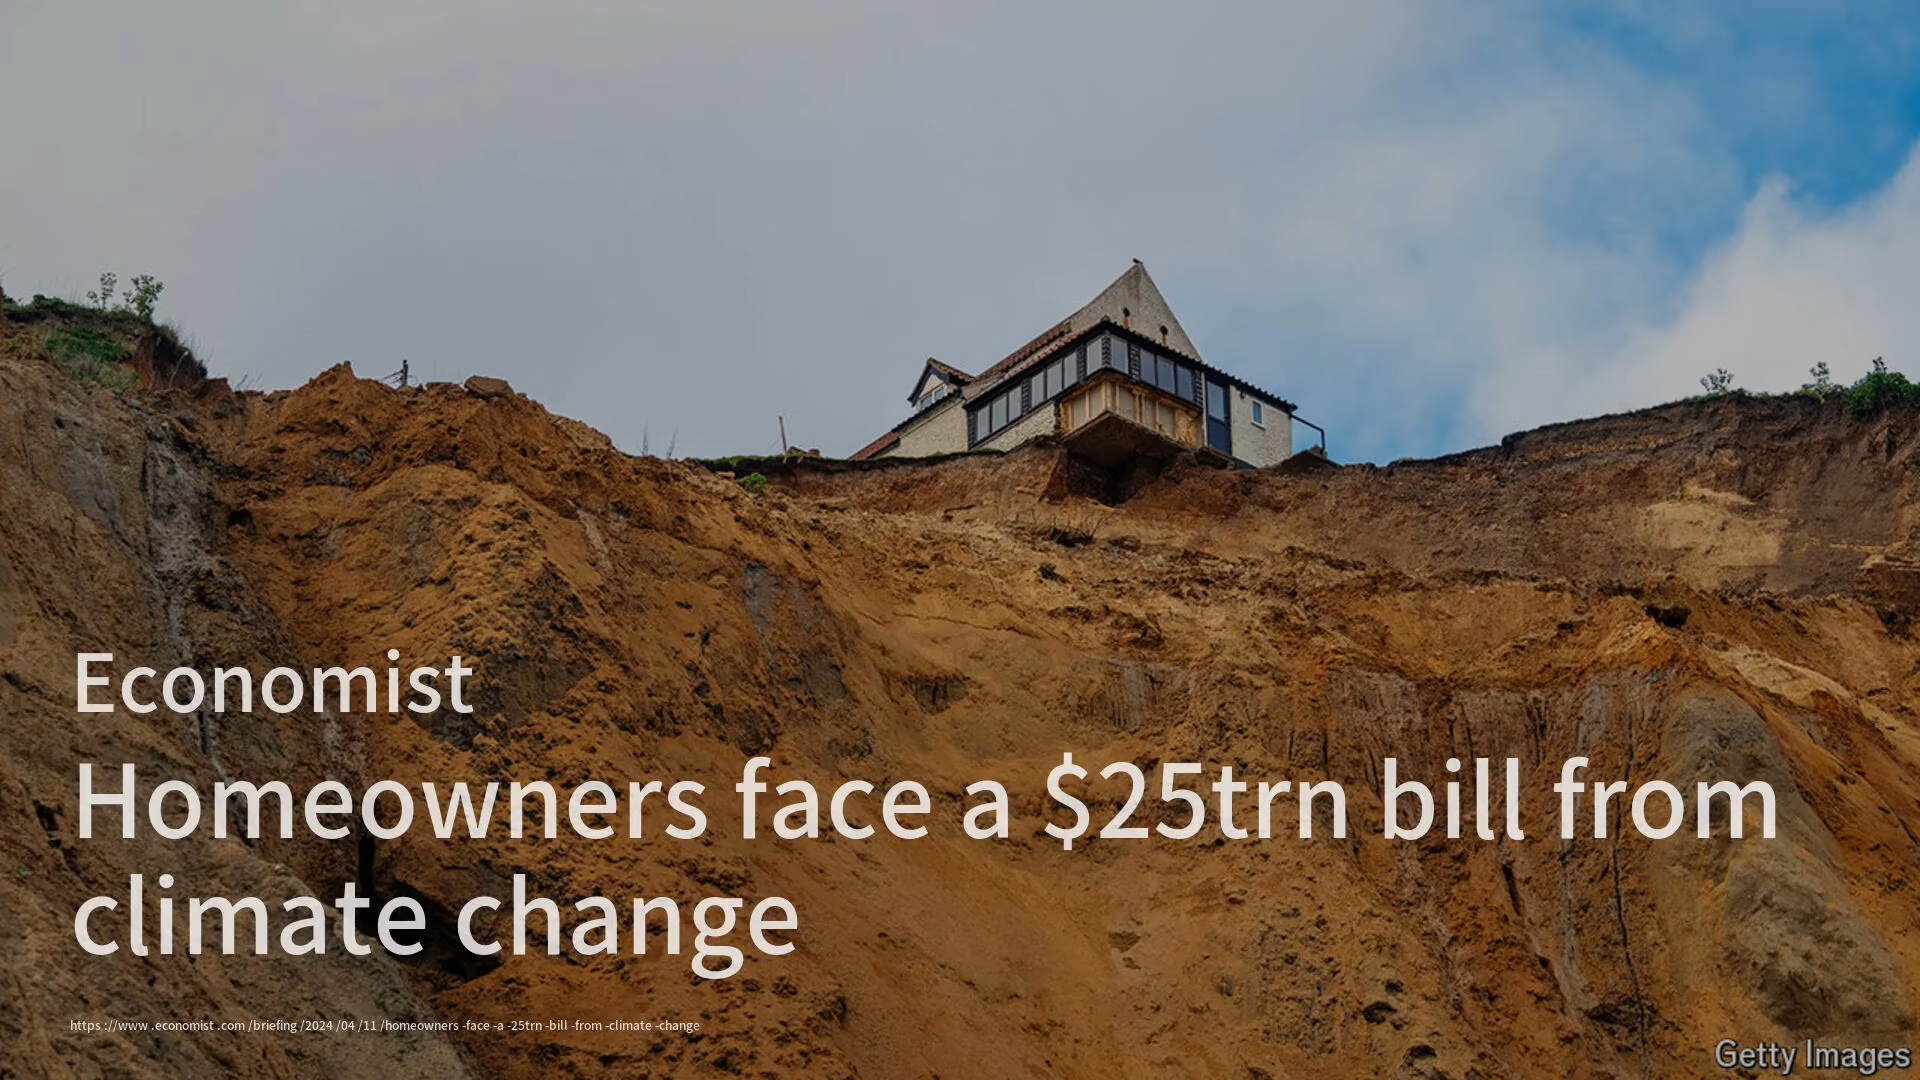 Economist
Homeowners face a $25trn bill from
climate change
https ://www .economist .com /briefing /2024 /04 /11 /homeowners -face -a -25trn -bill -from -climate -change
Getty Images